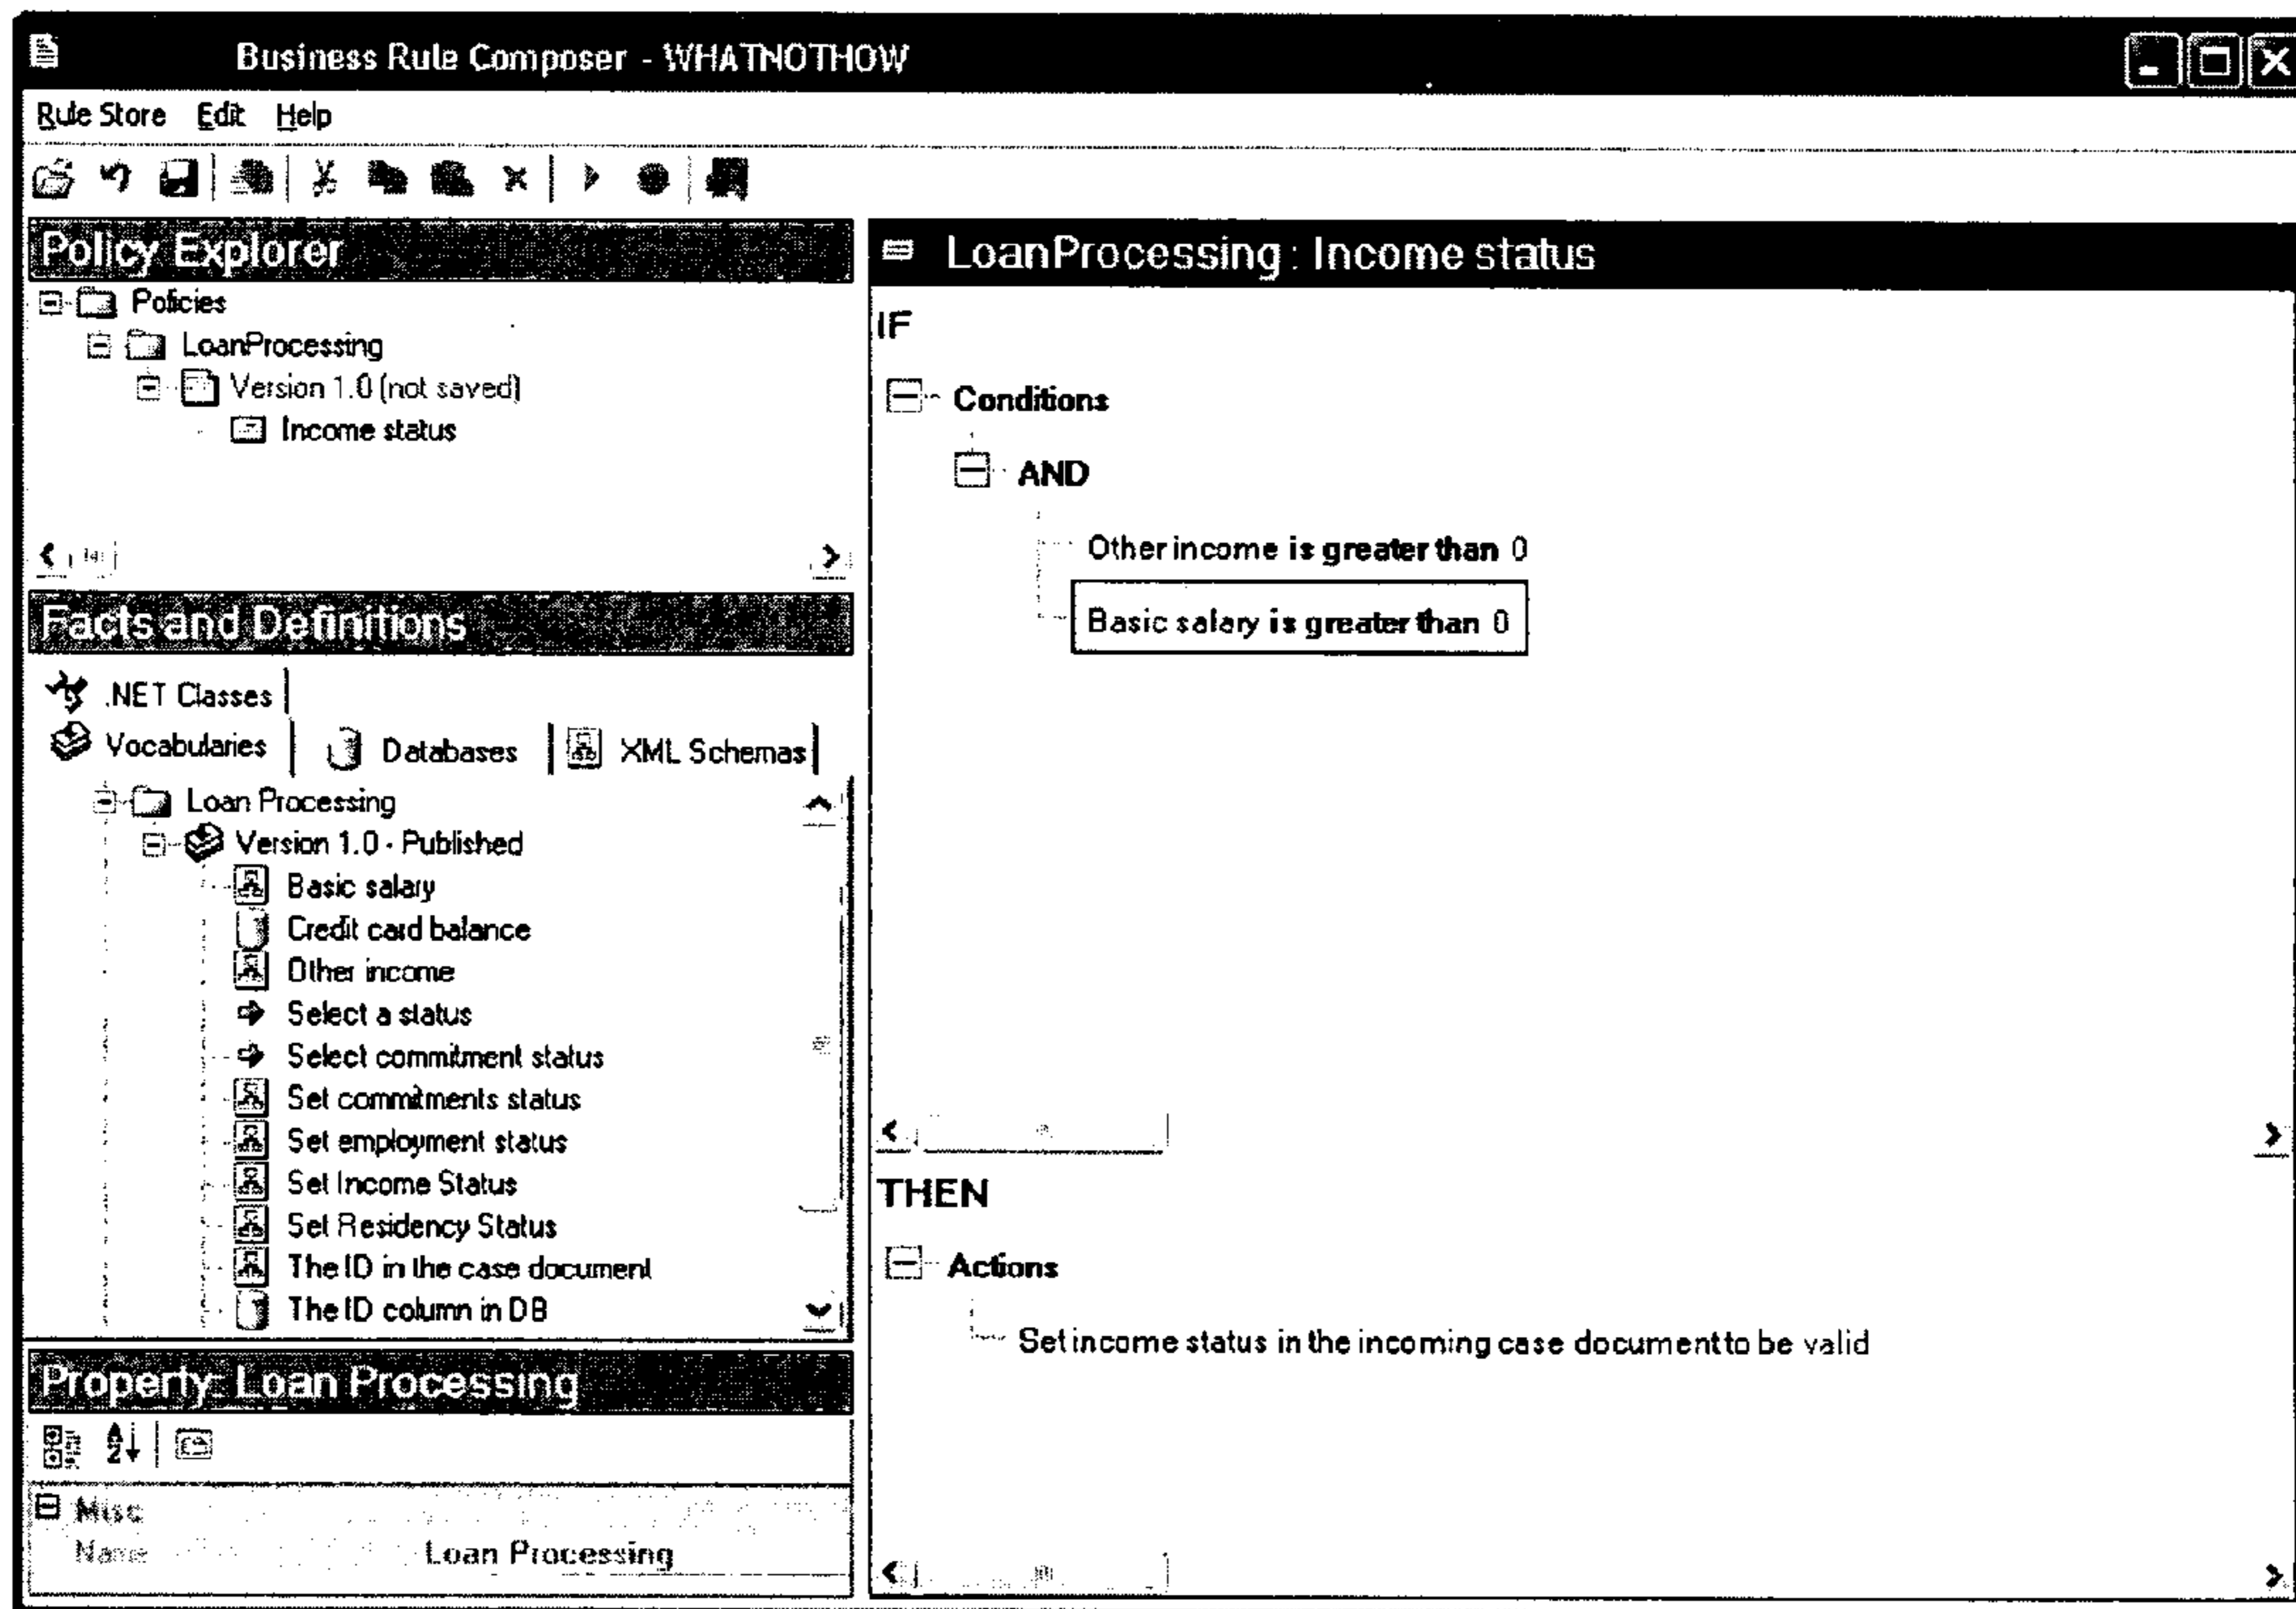 Business Rule Composer - WHATNOTHOW
Rule Store Edit Help
Policy Explorer
Policies
LoanProcessing
Version 1.0 (not saved)
Income status
Facts and Definitions
.NET Classes
Vocabularies Databases XML Schemas
Loan Processing
Version 1.0 - Published
Basic salary
Credit card balance
Other income
Select a status
Select commitment status
Set commitments status
Set employment status
Set Income Status
Set Residency Status
The ID in the case document
The ID column in DB
Property: Loan Processing
Misc
Name Loan Processing
LoanProcessing : Income status
IF
Conditions
AND
Other income is greater than 0
Basic salary is greater than 0
THEN
Actions
Set income status in the incoming case document to be valid